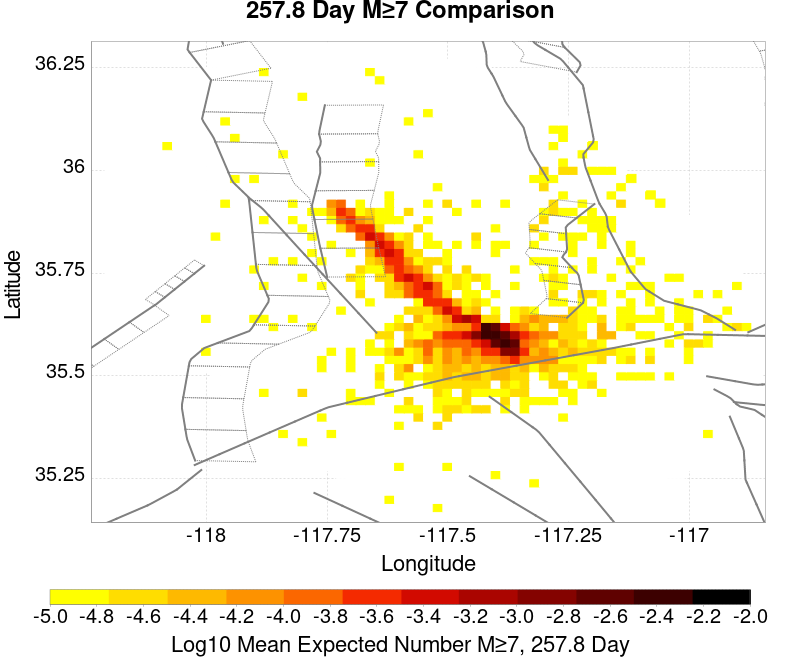 257.8 Day M≥7 Comparison
36.25
36
35.75
35.5
35.25
Latitude
-118
-117.75
-117.5
-117.25
-117
Longitude
-5.0 -4.8 -4.6 -4.4 -4.2 -4.0 -3.8 -3.6 -3.4 -3.2 -3.0 -2.8 -2.6 -2.4 -2.2 -2.0
Log10 Mean Expected Number M≥7, 257.8 Day